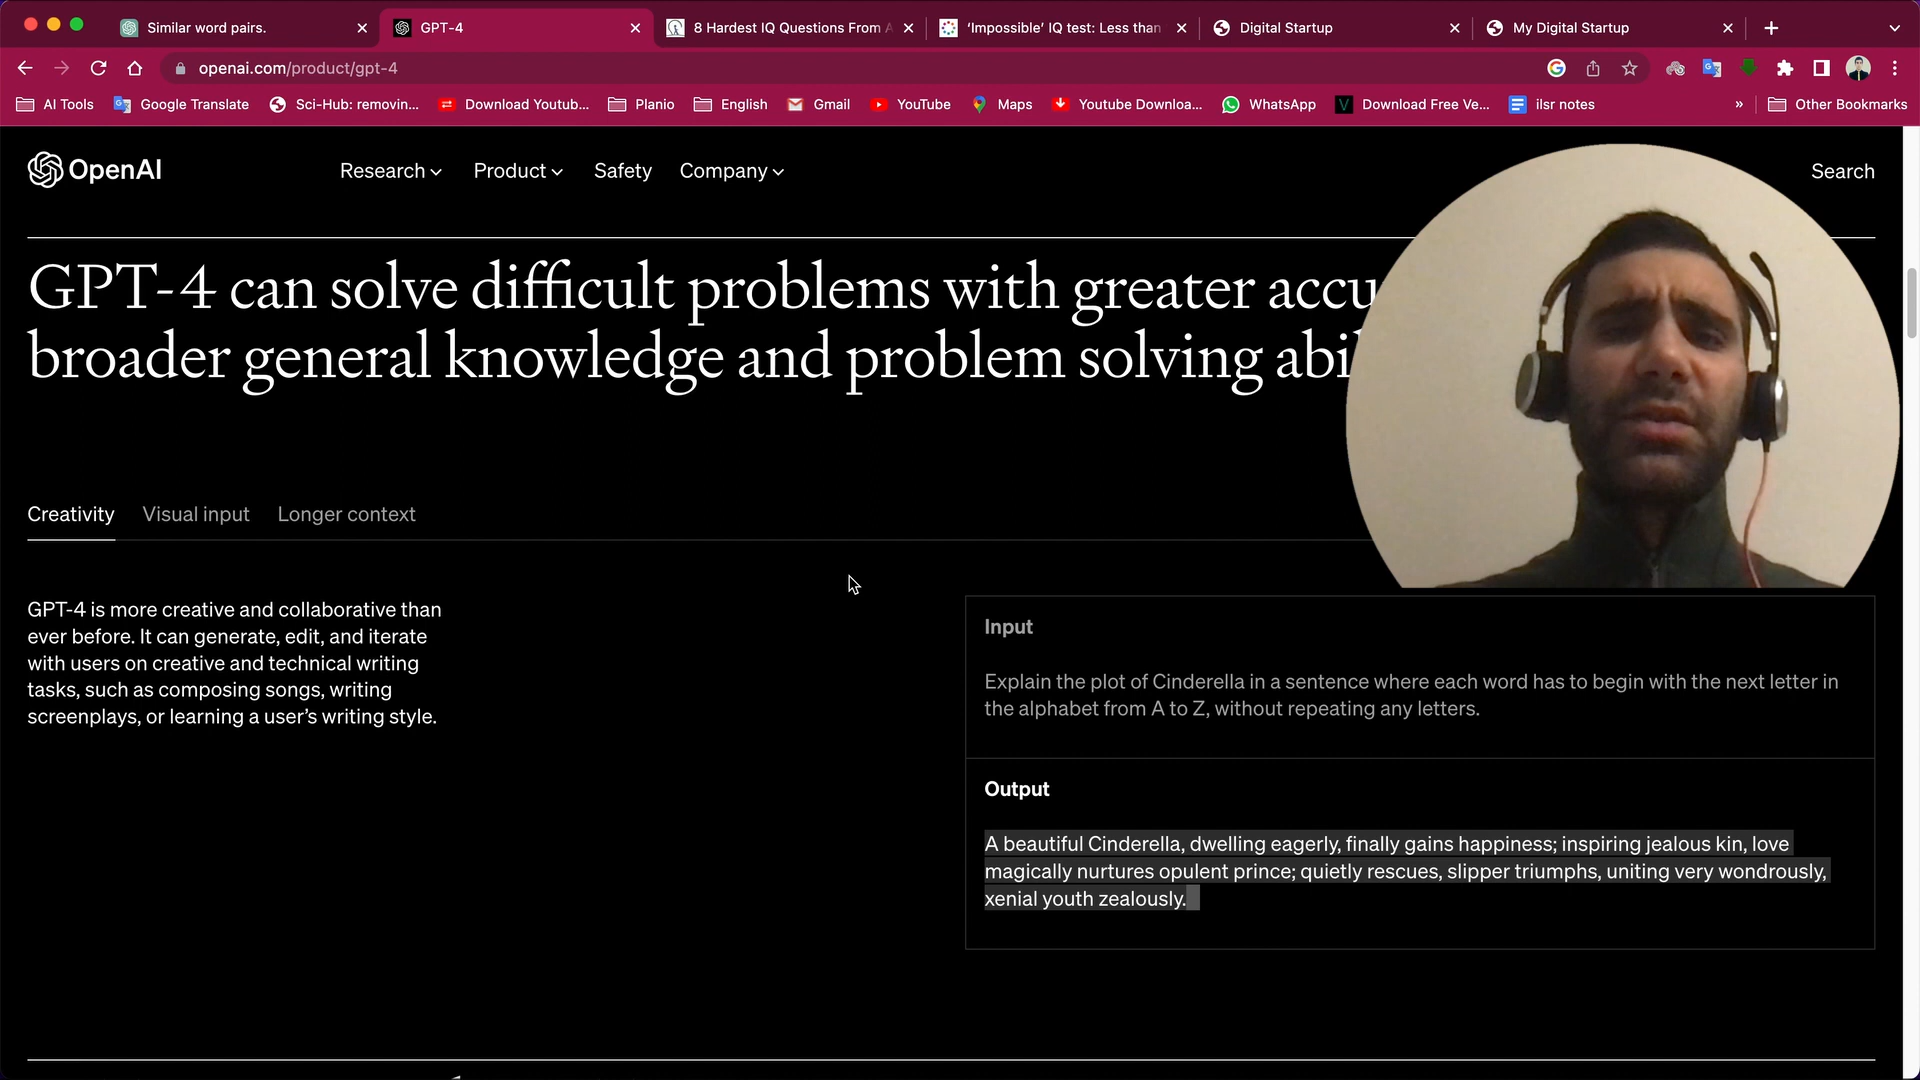 Similar word pairs.
GPT-4
8 Hardest IQ Questions From A
‘Impossible’ IQ test: Less than
Digital Startup
My Digital Startup
openai.com/product/gpt-4
AI Tools
Google Translate
Sci-Hub: removin...
Download Youtub...
Planio
English
Gmail
YouTube
Maps
Youtube Downloa...
WhatsApp
Download Free Ve...
ilsr notes
»
Other Bookmarks
OpenAI
Research
Product
Safety
Company
Search
GPT-4 can solve difficult problems with greater accu
broader general knowledge and problem solving abi
Creativity
Visual input
Longer context
GPT-4 is more creative and collaborative than
ever before. It can generate, edit, and iterate
with users on creative and technical writing
tasks, such as composing songs, writing
screenplays, or learning a user’s writing style.
Input
Explain the plot of Cinderella in a sentence where each word has to begin with the next letter in
the alphabet from A to Z, without repeating any letters.
Output
A beautiful Cinderella, dwelling eagerly, finally gains happiness; inspiring jealous kin, love
magically nurtures opulent prince; quietly rescues, slipper triumphs, uniting very wondrously,
xenial youth zealously.